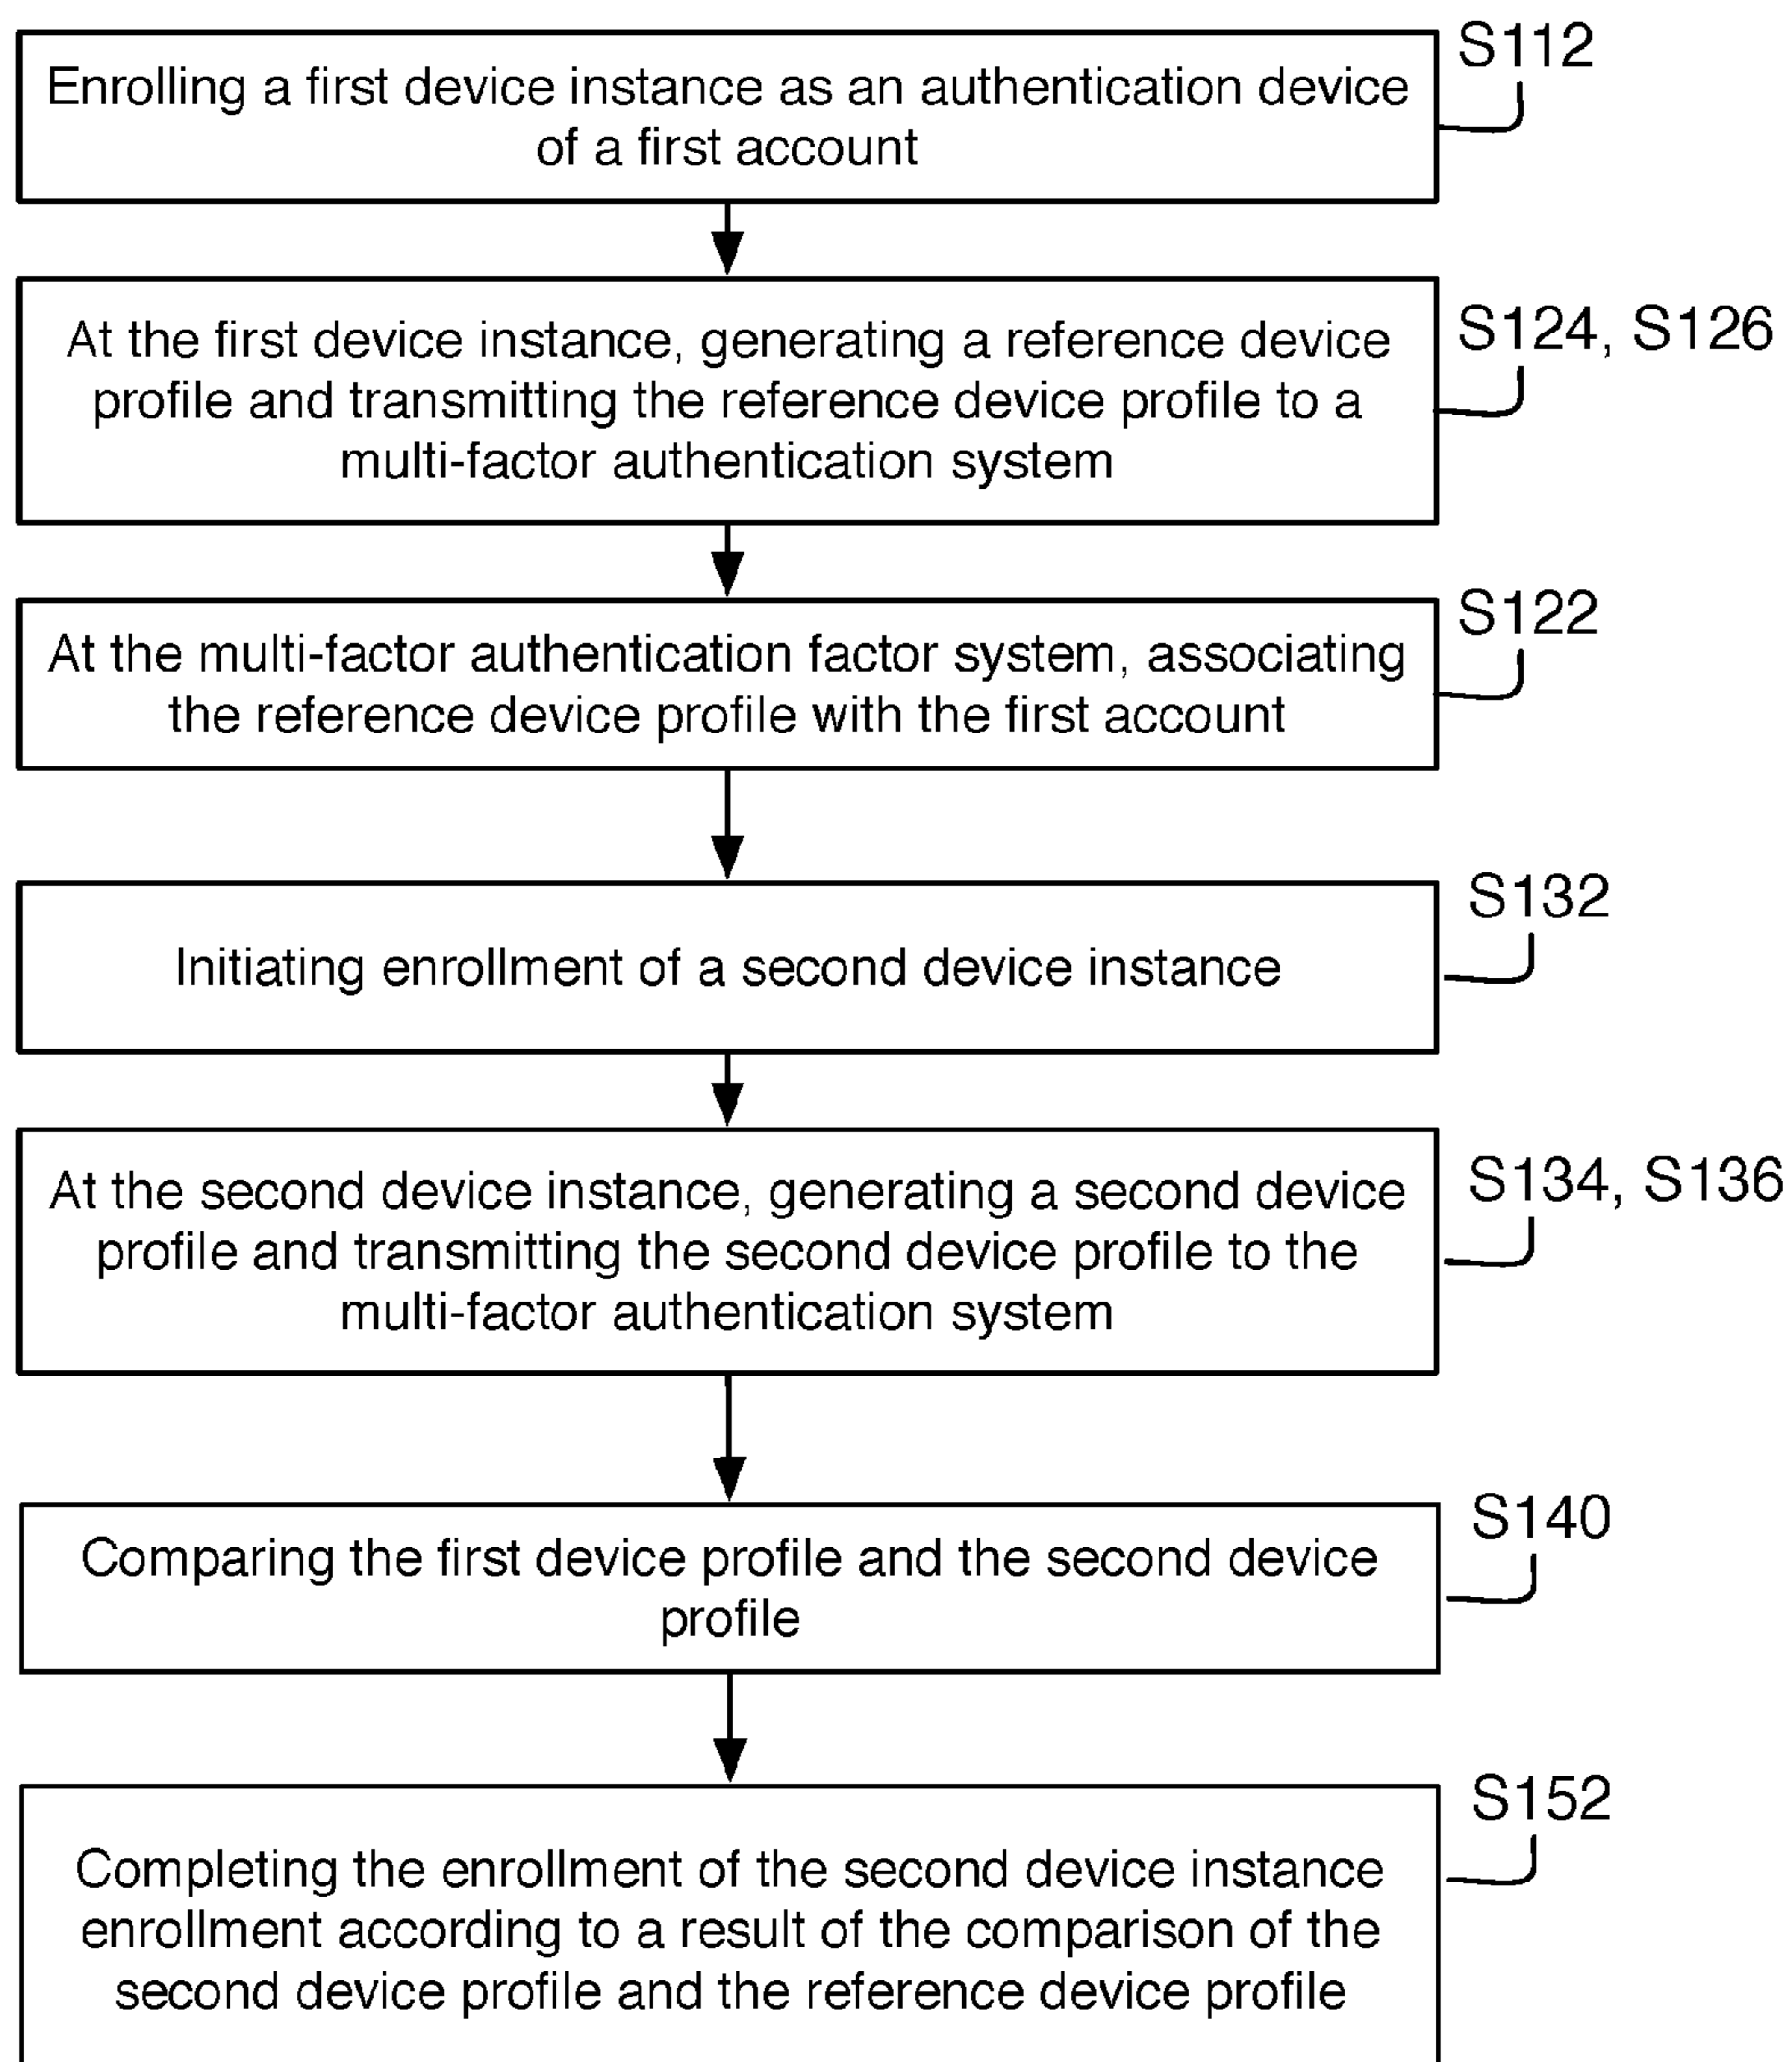 S112
Enrolling a first device instance as an authentication device
of a first account
S124, S126
At the first device instance, generating a reference device
profile and transmitting the reference device profile to a
multi-factor authentication system
S122
At the multi-factor authentication factor system, associating
the reference device profile with the first account
S132
Initiating enrollment of a second device instance
S134, S136
At the second device instance, generating a second device
profile and transmitting the second device profile to the
multi-factor authentication system
S140
Comparing the first device profile and the second device
profile
S152
Completing the enrollment of the second device instance
enrollment according to a result of the comparison of the
second device profile and the reference device profile